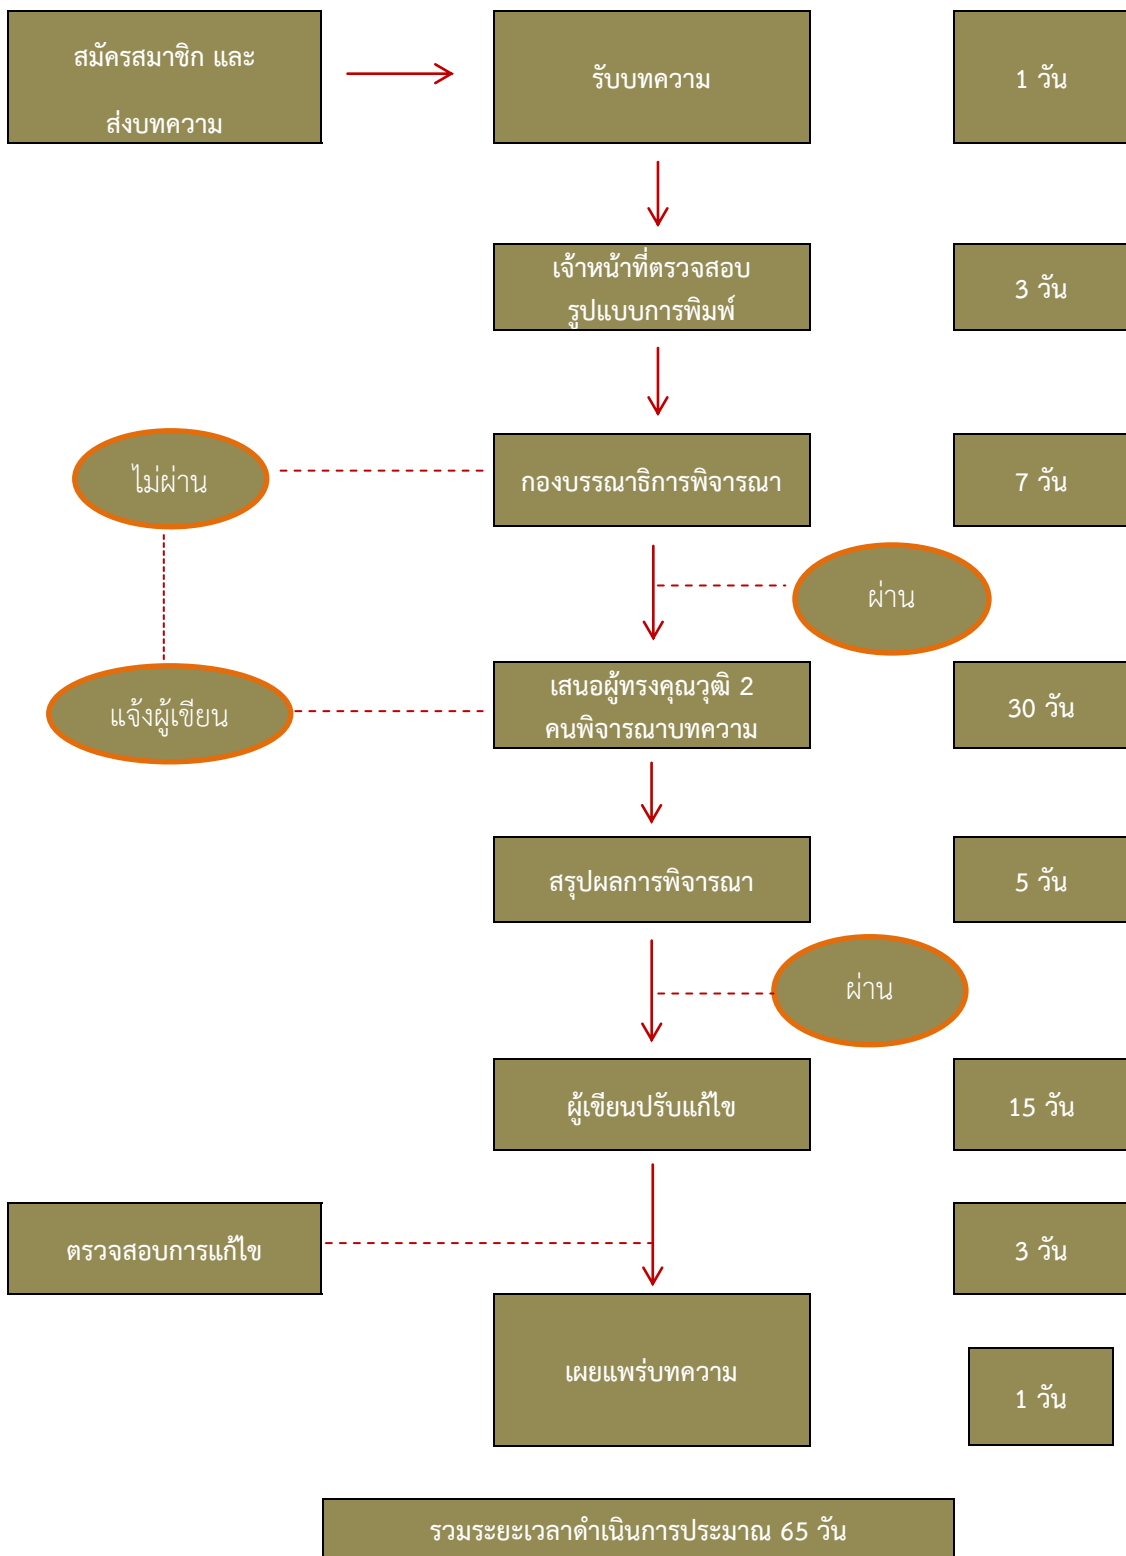 สมัครสมาชิก และ
ส่งบทความ
รับบทความ
1 วัน
เจ้าหน้าที่ตรวจสอบ
รูปแบบการพิมพ์
3 วัน
ไม่ผ่าน
กองบรรณาธิการพิจารณา
7 วัน
ผ่าน
แจ้งผู้เขียน
เสนอผู้ทรงคุณวุฒิ 2
คนพิจารณาบทความ
30 วัน
สรุปผลการพิจารณา
5 วัน
ผ่าน
ผู้เขียนปรับแก้ไข
15 วัน
ตรวจสอบการแก้ไข
3 วัน
เผยแพร่บทความ
1 วัน
รวมระยะเวลาดำเนินการประมาณ 65 วัน